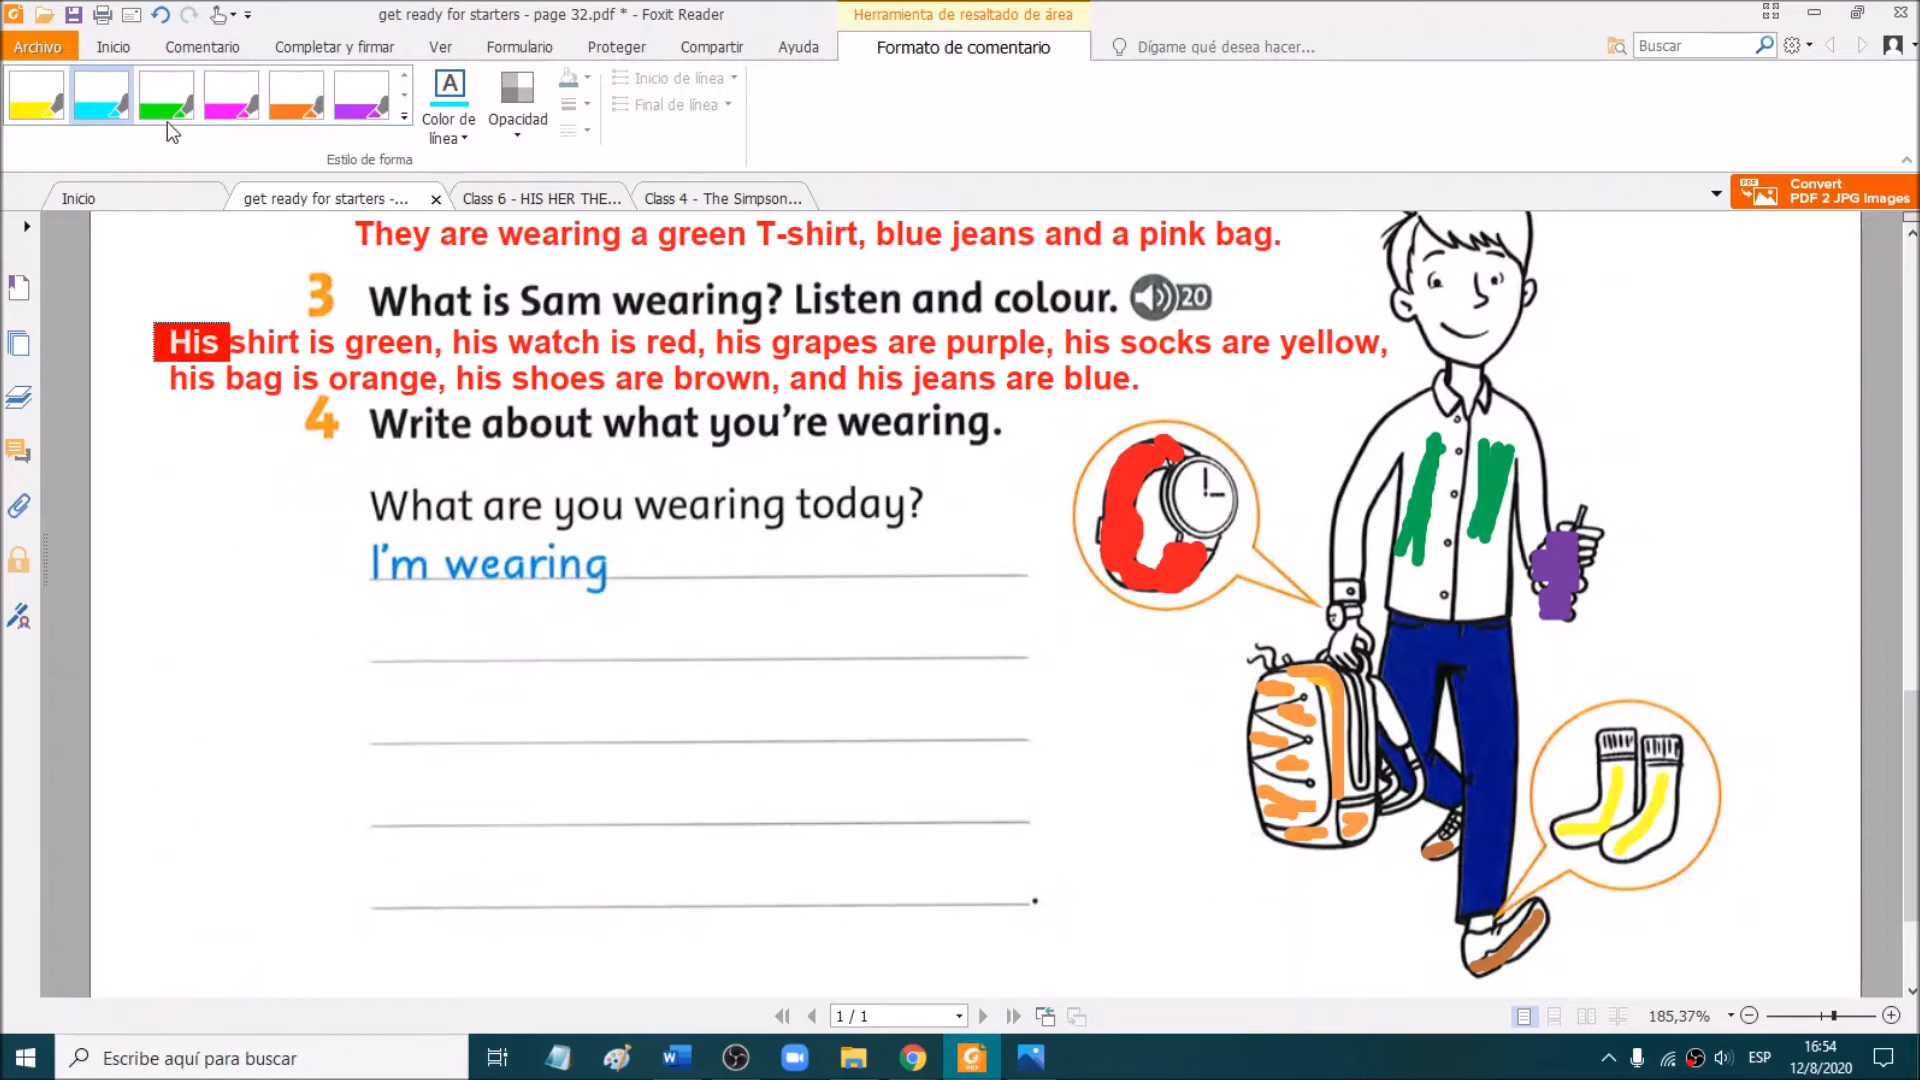 get ready for starters - page 32.pdf * - Foxit Reader
Herramienta de resaltado de área
Archivo Inicio Comentario Completar y firmar Ver Formulario Proteger Compartir Ayuda Formato de comentario Dígame qué desea hacer... Buscar
Inicio de línea
Final de línea
Color de línea Opacidad
Estilo de forma
Inicio get ready for starters -... Class 6 - HIS HER THE... Class 4 - The Simpson...
Convert
PDF 2 JPG Images
They are wearing a green T-shirt, blue jeans and a pink bag.
3 What is Sam wearing? Listen and colour. 20
His shirt is green, his watch is red, his grapes are purple, his socks are yellow,
his bag is orange, his shoes are brown, and his jeans are blue.
4 Write about what you're wearing.
What are you wearing today?
I'm wearing
.
1 / 1 185,37%
Escribe aquí para buscar
ESP
16:54
12/8/2020